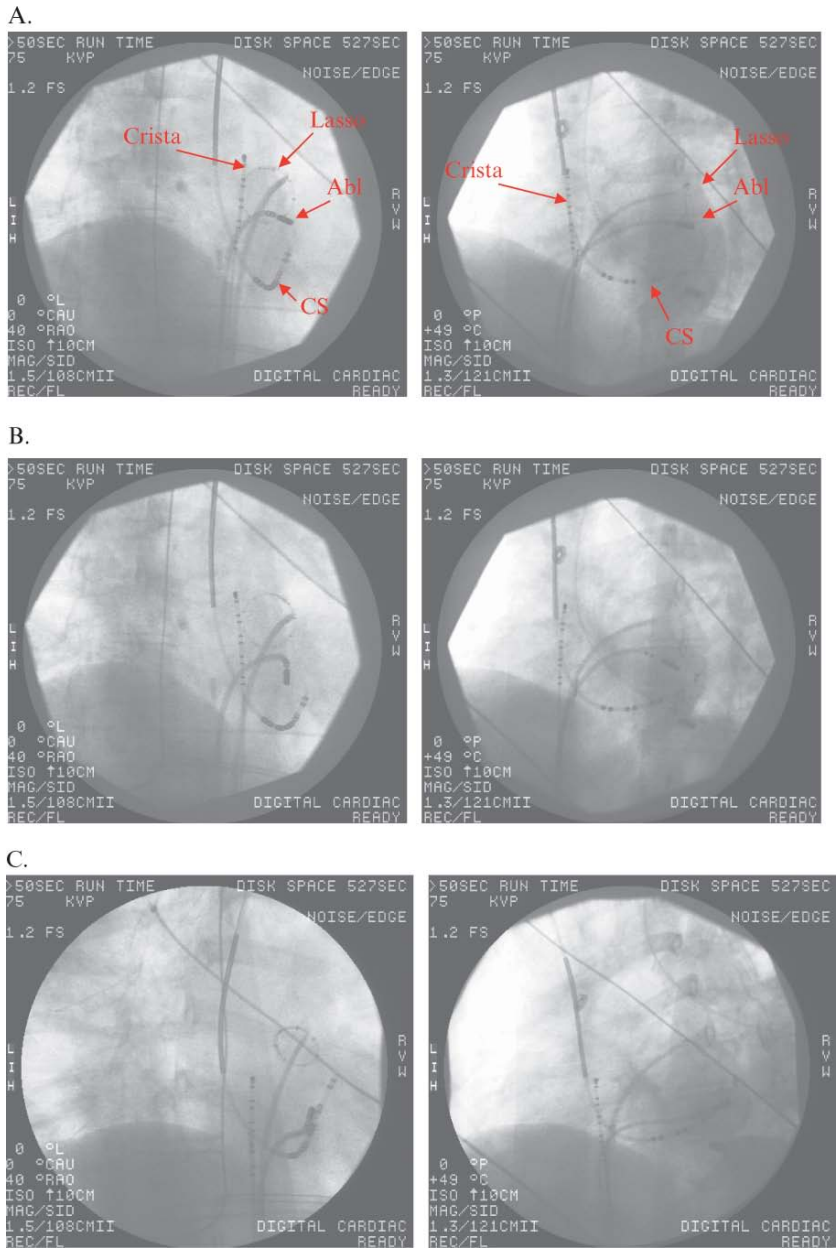 A.
>50SEC RUN TIME DISK SPACE 527SEC
75 KVP
NOISE/EDGE
1.2 FS
Crista
Lasso
Abl
CS
L
I
H
R
V
W
0 °L
0 °CAU
40 °RAO
ISO ↑10CM
MAG/SID
1.5/108CMII DIGITAL CARDIAC
REC/FL READY
>50SEC RUN TIME DISK SPACE 527SEC
75 KVP
NOISE/EDGE
1.2 FS
Lasso
Crista
Abl
CS
L
I
H
R
V
W
0 °P
+49 °C
ISO ↑10CM
MAG/SID
1.3/121CMII DIGITAL CARDIAC
REC/FL READY
B.
>50SEC RUN TIME DISK SPACE 527SEC
75 KVP
NOISE/EDGE
1.2 FS
L
I
H
R
V
W
0 °L
0 °CAU
40 °RAO
ISO ↑10CM
MAG/SID
1.5/108CMII DIGITAL CARDIAC
REC/FL READY
>50SEC RUN TIME DISK SPACE 527SEC
75 KVP
NOISE/EDGE
1.2 FS
L
I
H
R
V
W
0 °P
+49 °C
ISO ↑10CM
MAG/SID
1.3/121CMII DIGITAL CARDIAC
REC/FL READY
C.
>50SEC RUN TIME DISK SPACE 527SEC
75 KVP
NOISE/EDGE
1.2 FS
L
I
H
R
V
W
0 °L
0 °CAU
40 °RAO
ISO ↑10CM
MAG/SID
1.5/108CMII DIGITAL CARDIAC
REC/FL READY
>50SEC RUN TIME DISK SPACE 527SEC
75 KVP
NOISE/EDGE
1.2 FS
L
I
H
R
V
W
0 °P
+49 °C
ISO ↑10CM
MAG/SID
1.3/121CMII DIGITAL CARDIAC
REC/FL READY